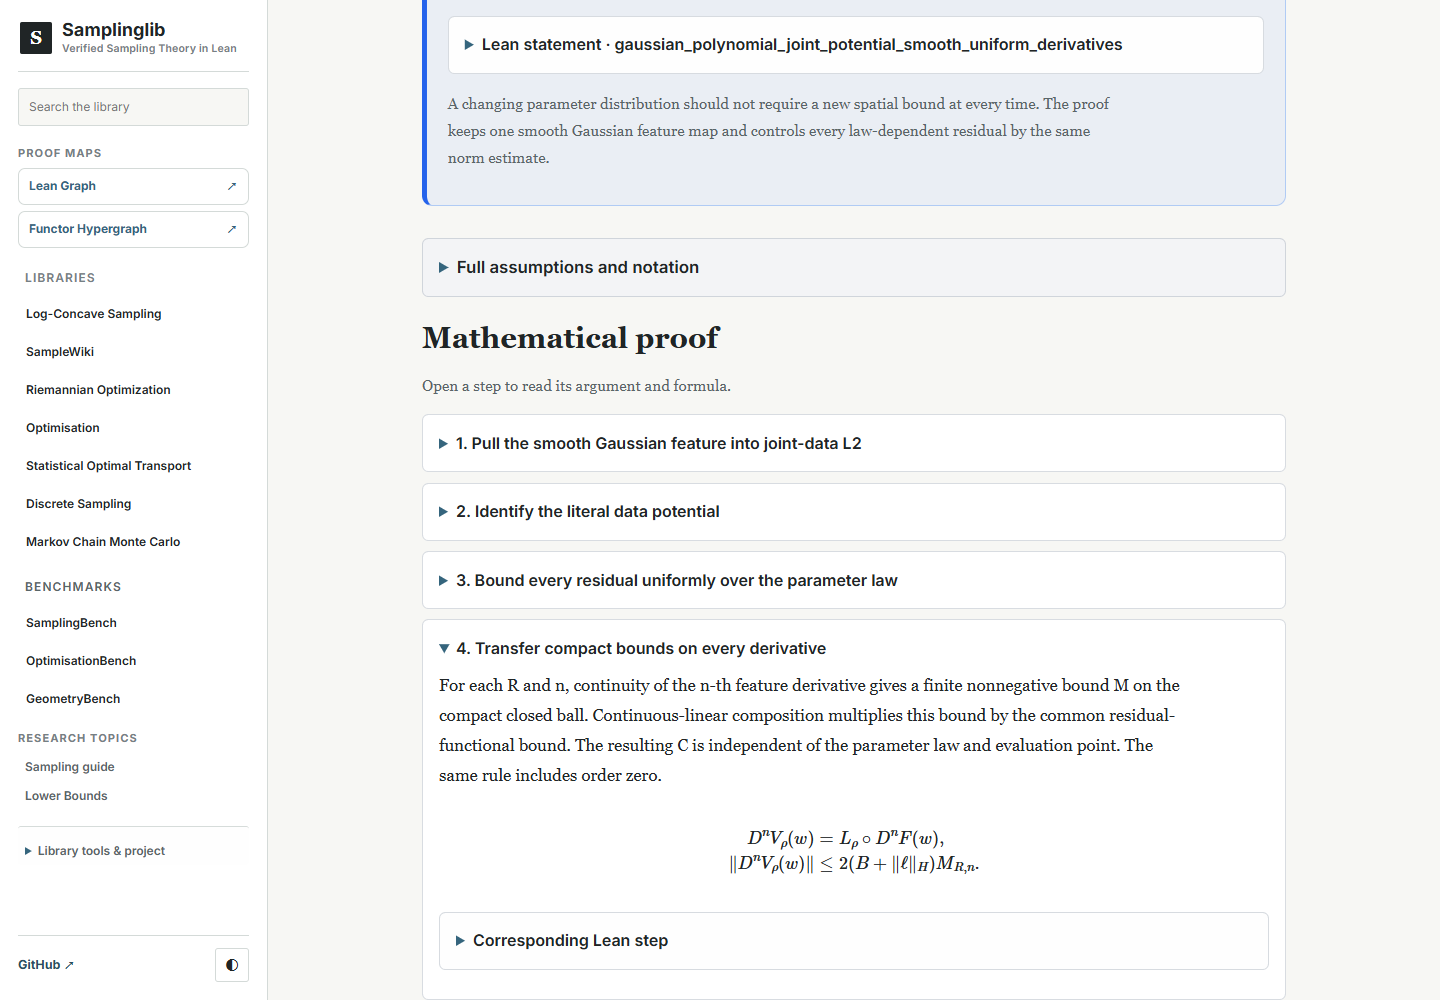 S
Samplinglib
Verified Sampling Theory in Lean
Search the library
PROOF MAPS
Lean Graph ↗
Functor Hypergraph ↗
LIBRARIES
Log-Concave Sampling
SampleWiki
Riemannian Optimization
Optimisation
Statistical Optimal Transport
Discrete Sampling
Markov Chain Monte Carlo
BENCHMARKS
SamplingBench
OptimisationBench
GeometryBench
RESEARCH TOPICS
Sampling guide
Lower Bounds
Library tools & project
GitHub ↗
Lean statement · gaussian_polynomial_joint_potential_smooth_uniform_derivatives
A changing parameter distribution should not require a new spatial bound at every time. The proof
keeps one smooth Gaussian feature map and controls every law-dependent residual by the same
norm estimate.
Full assumptions and notation
Mathematical proof
Open a step to read its argument and formula.
1. Pull the smooth Gaussian feature into joint-data L2
2. Identify the literal data potential
3. Bound every residual uniformly over the parameter law
4. Transfer compact bounds on every derivative
For each R and n, continuity of the n-th feature derivative gives a finite nonnegative bound M on the
compact closed ball. Continuous-linear composition multiplies this bound by the common residual-
functional bound. The resulting C is independent of the parameter law and evaluation point. The
same rule includes order zero.
DⁿV_ρ(w) = L_ρ ∘ DⁿF(w),
‖DⁿV_ρ(w)‖ ≤ 2(B + ‖ℓ‖_H)M_{R,n}.
Corresponding Lean step